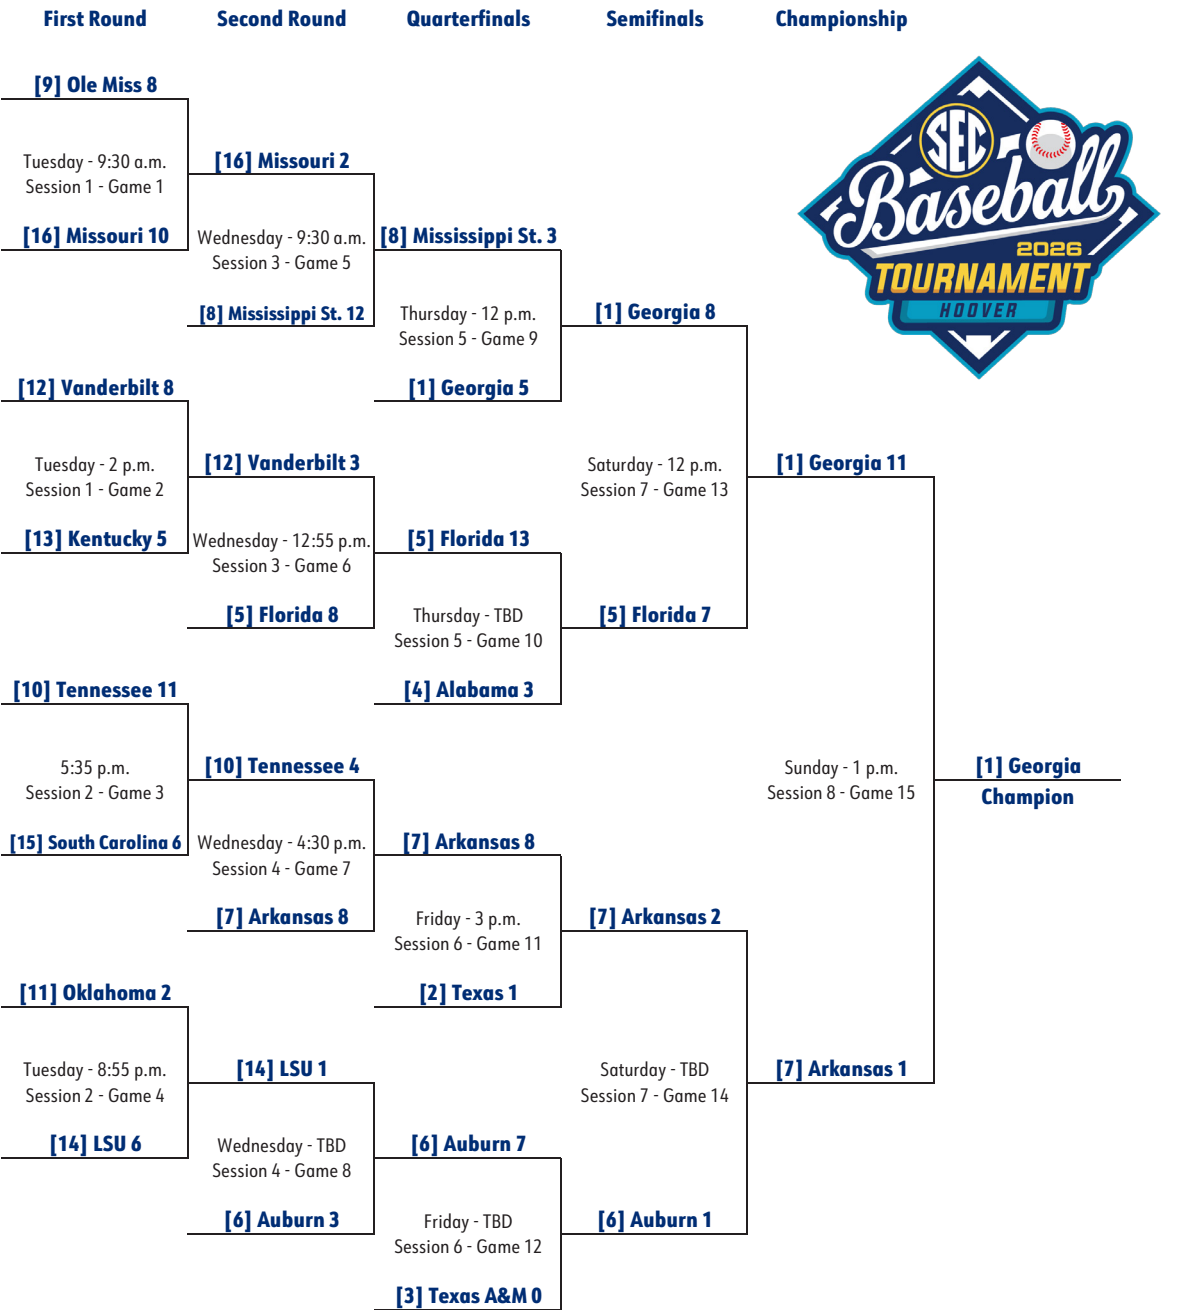 First Round Second Round Quarterfinals Semifinals Championship
[9] Ole Miss 8
Tuesday - 9:30 a.m.
Session 1 - Game 1
[16] Missouri 10
[16] Missouri 2
Wednesday - 9:30 a.m.
Session 3 - Game 5
[8] Mississippi St. 12
[8] Mississippi St. 3
Thursday - 12 p.m.
Session 5 - Game 9
[1] Georgia 5
[1] Georgia 8
SEC
Baseball
2026
TOURNAMENT
HOOVER
[12] Vanderbilt 8
Tuesday - 2 p.m.
Session 1 - Game 2
[13] Kentucky 5
[12] Vanderbilt 3
Wednesday - 12:55 p.m.
Session 3 - Game 6
[5] Florida 8
[5] Florida 13
Thursday - TBD
Session 5 - Game 10
[4] Alabama 3
Saturday - 12 p.m.
Session 7 - Game 13
[5] Florida 7
[1] Georgia 11
[10] Tennessee 11
5:35 p.m.
Session 2 - Game 3
[15] South Carolina 6
[10] Tennessee 4
Wednesday - 4:30 p.m.
Session 4 - Game 7
[7] Arkansas 8
[7] Arkansas 8
Friday - 3 p.m.
Session 6 - Game 11
[2] Texas 1
[7] Arkansas 2
Sunday - 1 p.m.
Session 8 - Game 15
[1] Georgia
Champion
[11] Oklahoma 2
Tuesday - 8:55 p.m.
Session 2 - Game 4
[14] LSU 6
[14] LSU 1
Wednesday - TBD
Session 4 - Game 8
[6] Auburn 3
[6] Auburn 7
Friday - TBD
Session 6 - Game 12
[3] Texas A&M 0
Saturday - TBD
Session 7 - Game 14
[6] Auburn 1
[7] Arkansas 1